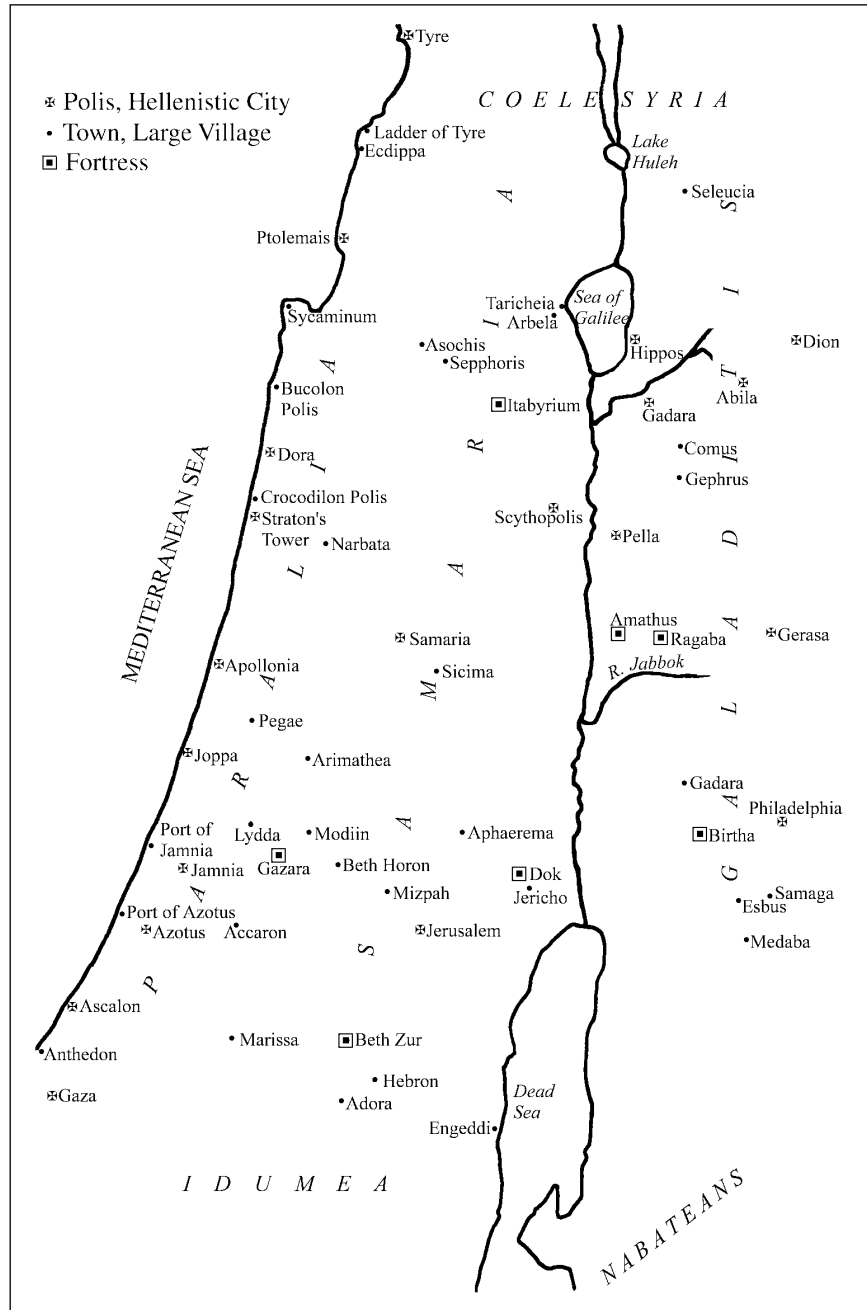 Tyre
COELE SYRIA
Polis, Hellenistic City
Town, Large Village
Fortress
Ladder of Tyre
Ecdippa
Lake
Huleh
Seleucia
Ptolemais
Taricheia
Arbela
Sea of
Galilee
Sycaminum
Asochis
Sepphoris
Hippos
Dion
Bucolon
Polis
Itabyrium
Gadara
Abila
Dora
Comus
Gephrus
Crocodilon Polis
Straton's
Tower
Narbata
Scythopolis
Pella
MEDITERRANEAN SEA
Samaria
Sicima
Amathus
Ragaba
Gerasa
R. Jabbok
Apollonia
Pegae
Joppa
Arimathea
Gadara
Philadelphia
Birtha
Port of
Jamnia
Lydda
Modiin
Aphaerema
Gazara
Beth Horon
Jamnia
Dok
Jericho
Mizpah
Samaga
Esbus
Port of Azotus
Azotus
Accaron
Jerusalem
Medaba
Ascalon
Anthedon
Marissa
Beth Zur
Gaza
Hebron
Adora
Dead
Sea
Engeddi
PARALIA
SAMARIA
GALADITIS
IDUMEA
NABATEANS